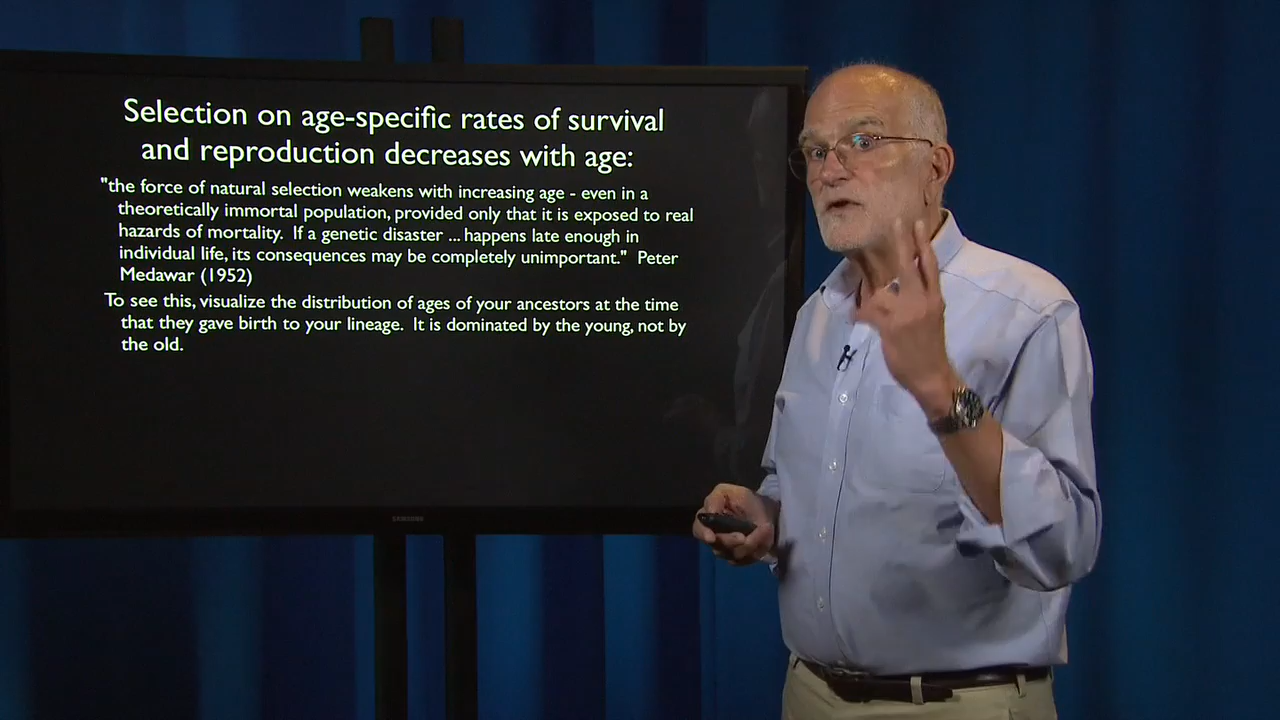 Selection on age-specific rates of survival
and reproduction decreases with age:
"the force of natural selection weakens with increasing age - even in a
theoretically immortal population, provided only that it is exposed to real
hazards of mortality. If a genetic disaster ... happens late enough in
individual life, its consequences may be completely unimportant." Peter
Medawar (1952)
To see this, visualize the distribution of ages of your ancestors at the time
that they gave birth to your lineage. It is dominated by the young, not by
the old.
SAMSUNG